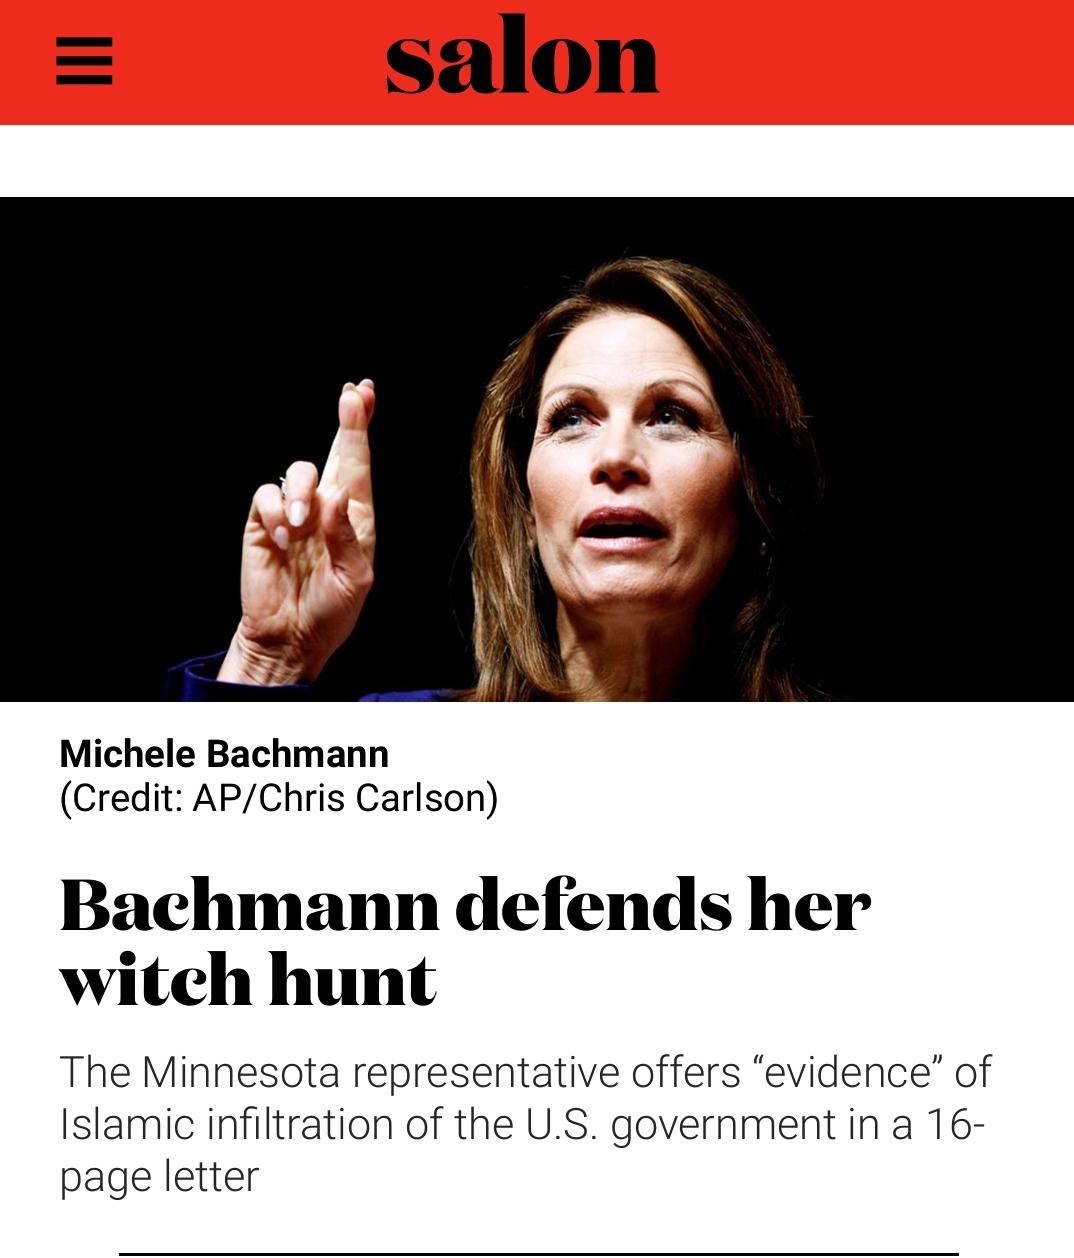 salon
Michele Bachmann
(Credit: AP/Chris Carlson)
Bachmann defends her
witch hunt
The Minnesota representative offers “evidence” of
Islamic infiltration of the U.S. government in a 16-
page letter